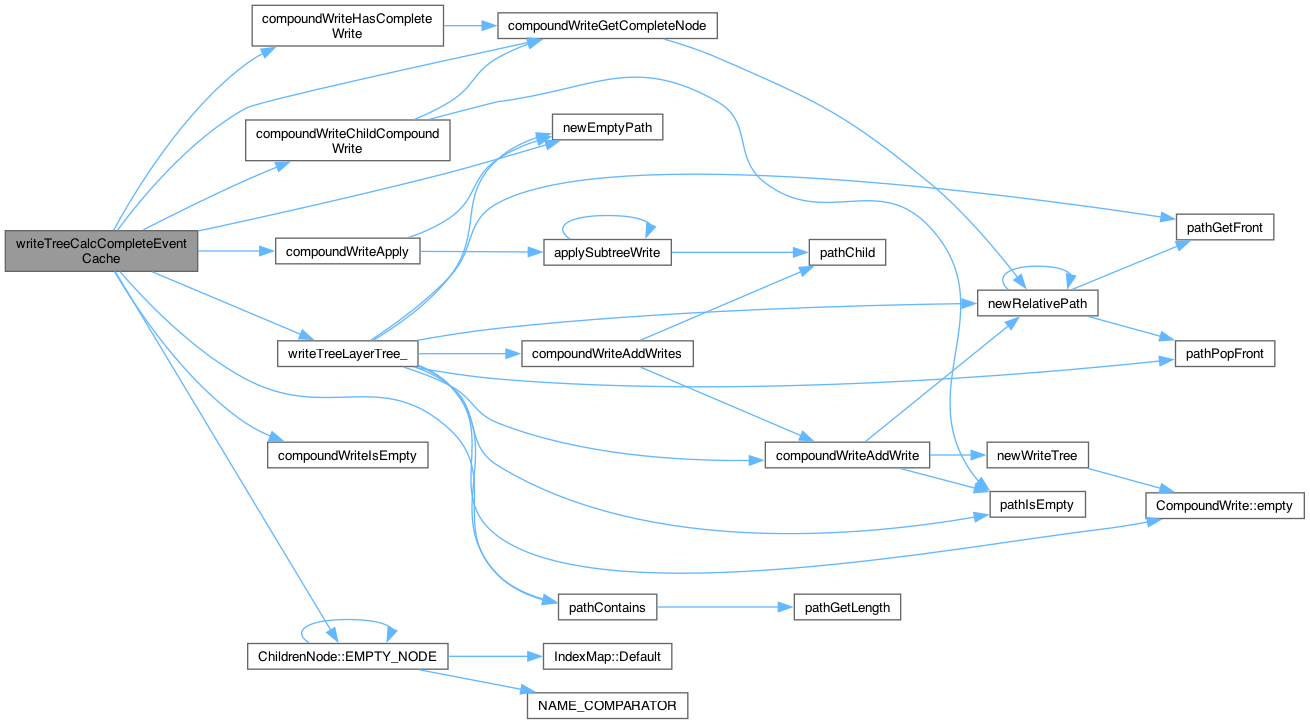 compoundWriteHasComplete
Write
compoundWriteGetCompleteNode
compoundWriteChildCompound
Write
newEmptyPath
writeTreeCalcCompleteEvent
Cache
compoundWriteApply
applySubtreeWrite
pathChild
pathGetFront
newRelativePath
writeTreeLayerTree_
compoundWriteAddWrites
pathPopFront
compoundWriteIsEmpty
compoundWriteAddWrite
newWriteTree
pathIsEmpty
CompoundWrite::empty
pathContains
pathGetLength
ChildrenNode::EMPTY_NODE
IndexMap::Default
NAME_COMPARATOR